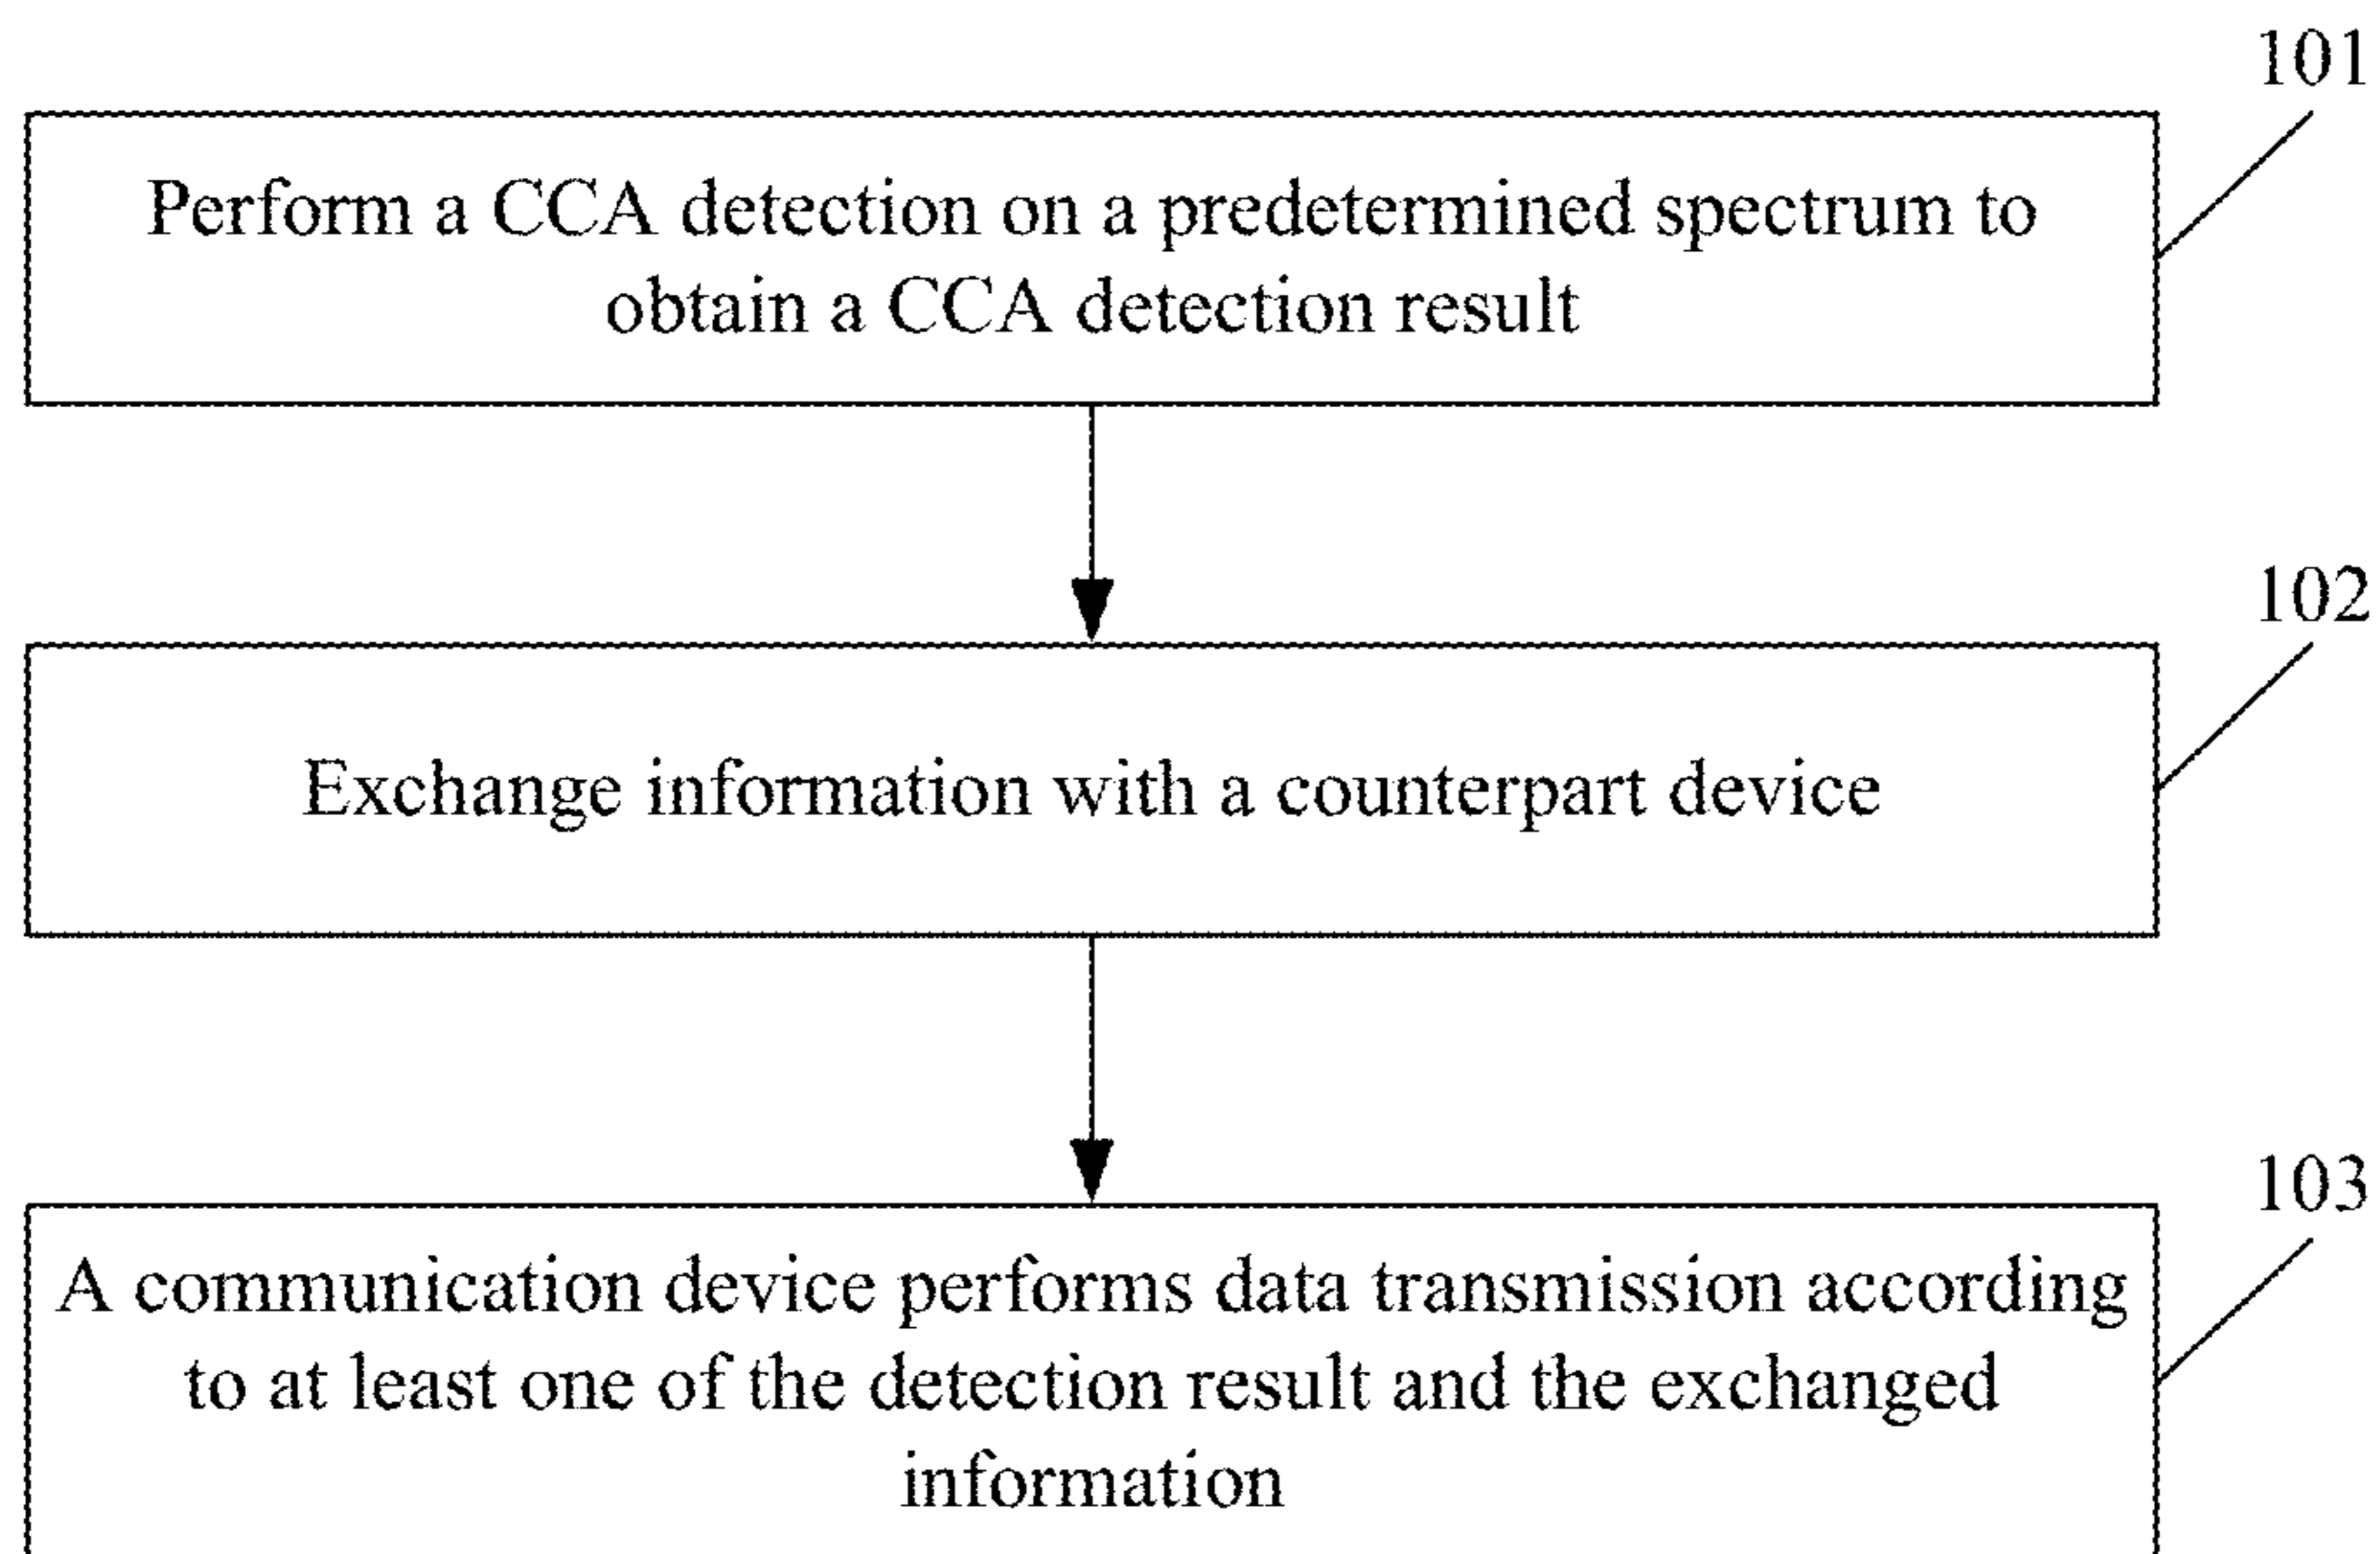 101
Perform a CCA detection on a predetermined spectrum to
obtain a CCA detection result
102
Exchange information with a counterpart device
103
A communication device performs data transmission according
to at least one of the detection result and the exchanged
information